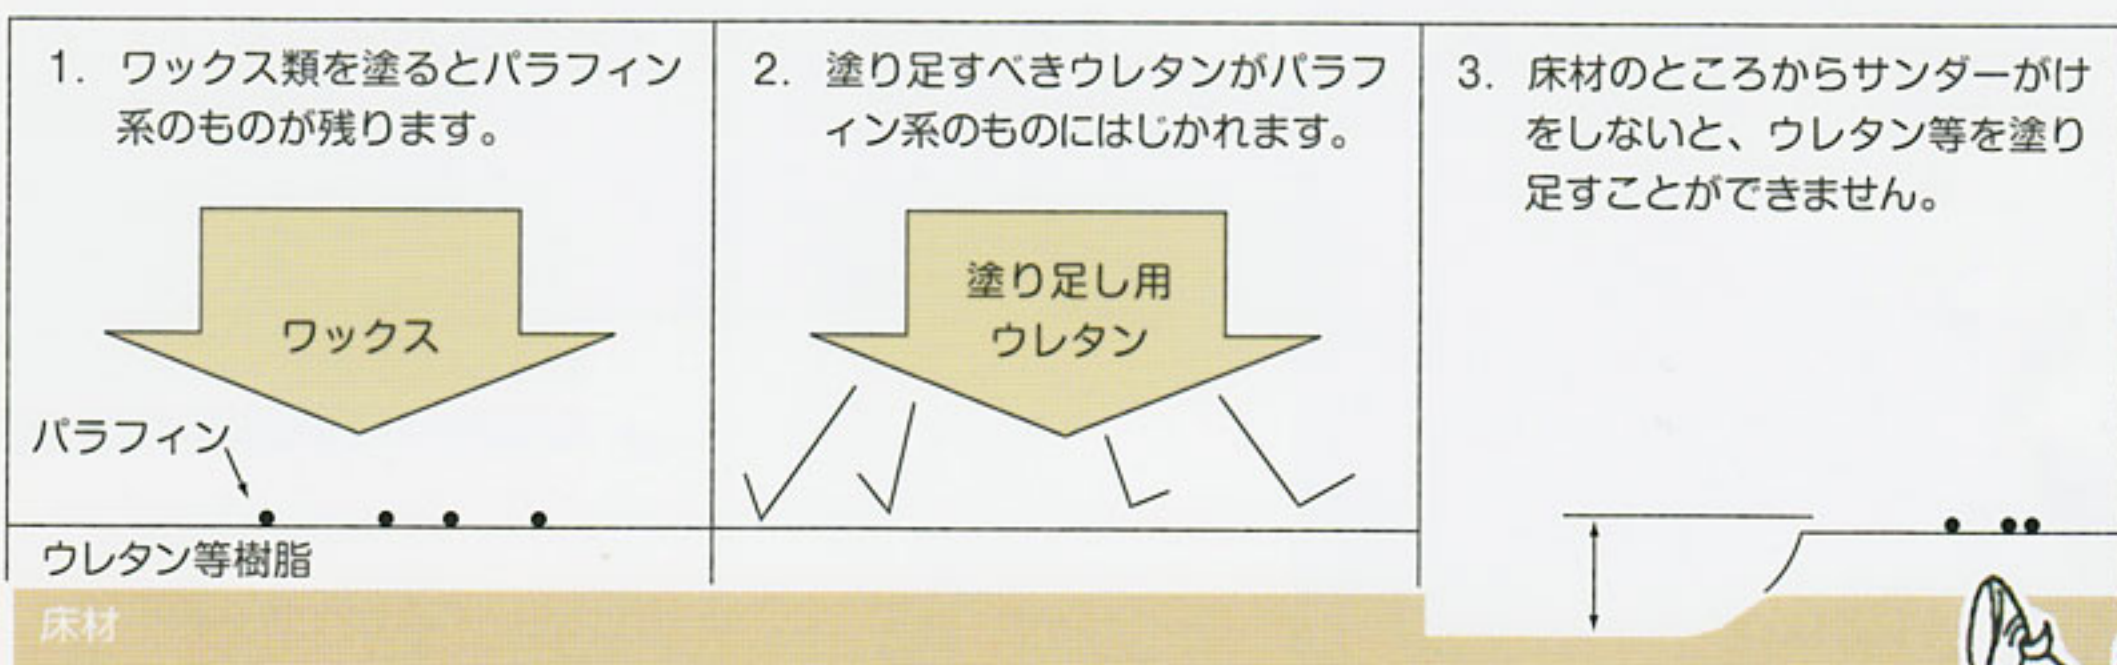 1. ワックス類を塗るとパラフィン
系のものが残ります。
ワックス
パラフィン
ウレタン等樹脂
床材
2. 塗り足すべきウレタンがパラフ
ィン系のものにはじかれます。
塗り足し用
ウレタン
3. 床材のところからサンダーがけ
をしないと、ウレタン等を塗り
足すことができません。